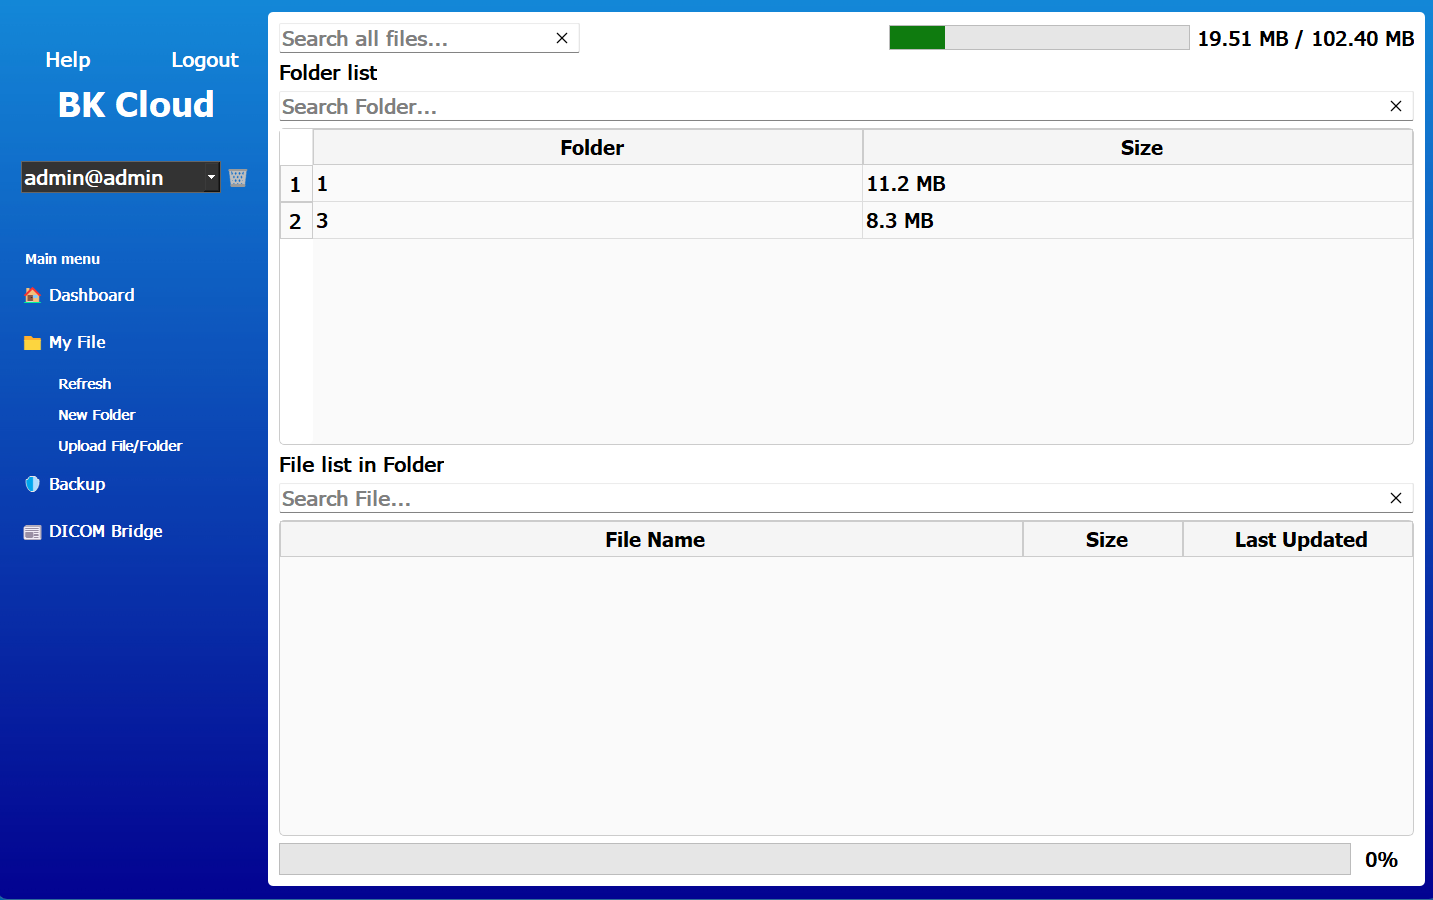 Help Logout
BK Cloud
admin@admin
Main menu
Dashboard
My File
Refresh
New Folder
Upload File/Folder
Backup
DICOM Bridge
Search all files...
19.51 MB / 102.40 MB
Folder list
Search Folder...
Folder Size
1 1 11.2 MB
2 3 8.3 MB
File list in Folder
Search File...
File Name Size Last Updated
0%